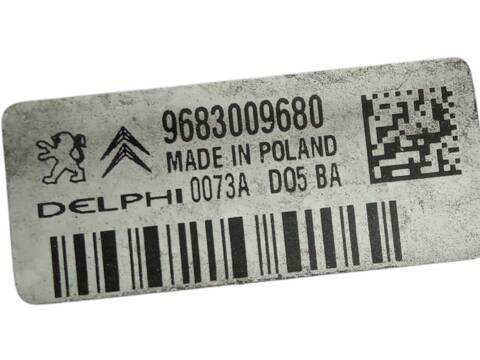 9683009680
MADE IN POLAND
DELPHI 0073A D05 BA